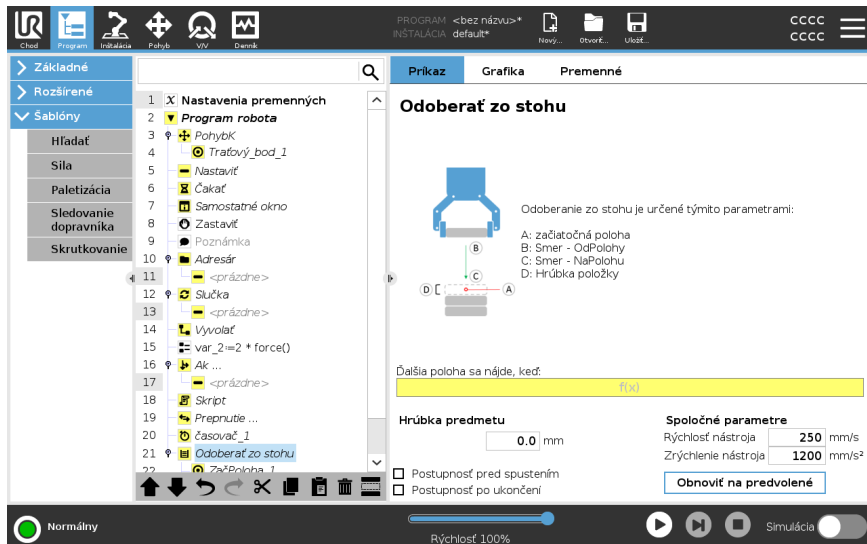 UR
Chod
Program
Inštalácia
Pohyb
V/V
Denník
PROGRAM <bez názvu>*
INŠTALÁCIA default*
Nový...
Otvoriť...
Uložiť...
CCCC
CCCC
Základné
Rozšírené
Šablóny
Hľadať
Sila
Paletizácia
Sledovanie
dopravníka
Skrutkovanie
1 X Nastavenia premenných
2 Program robota
3 PohybK
4 Traťový_bod_1
5 Nastaviť
6 Čakať
7 Samostatné okno
8 Zastaviť
9 Poznámka
10 Adresár
11 <prázdne>
12 Slučka
13 <prázdne>
14 Vyvolať
15 var_2:=2 * force()
16 Ak ...
17 <prázdne>
18 Skript
19 Prepnutie ...
20 časovač_1
21 Odoberať zo stohu
22 ZačPoloha_1
Príkaz
Grafika
Premenné
Odoberať zo stohu
B
C
D
A
Odoberanie zo stohu je určené týmito parametrami:
A: začiatočná poloha
B: Smer - OdPolohy
C: Smer - NaPolohu
D: Hrúbka položky
Ďalšia poloha sa nájde, keď:
f(x)
Hrúbka predmetu
0.0 mm
Postupnosť pred spustením
Postupnosť po ukončení
Spoločné parametre
Rýchlosť nástroja 250 mm/s
Zrýchlenie nástroja 1200 mm/s²
Obnoviť na predvolené
Normálny
Rýchlosť 100%
Simulácia